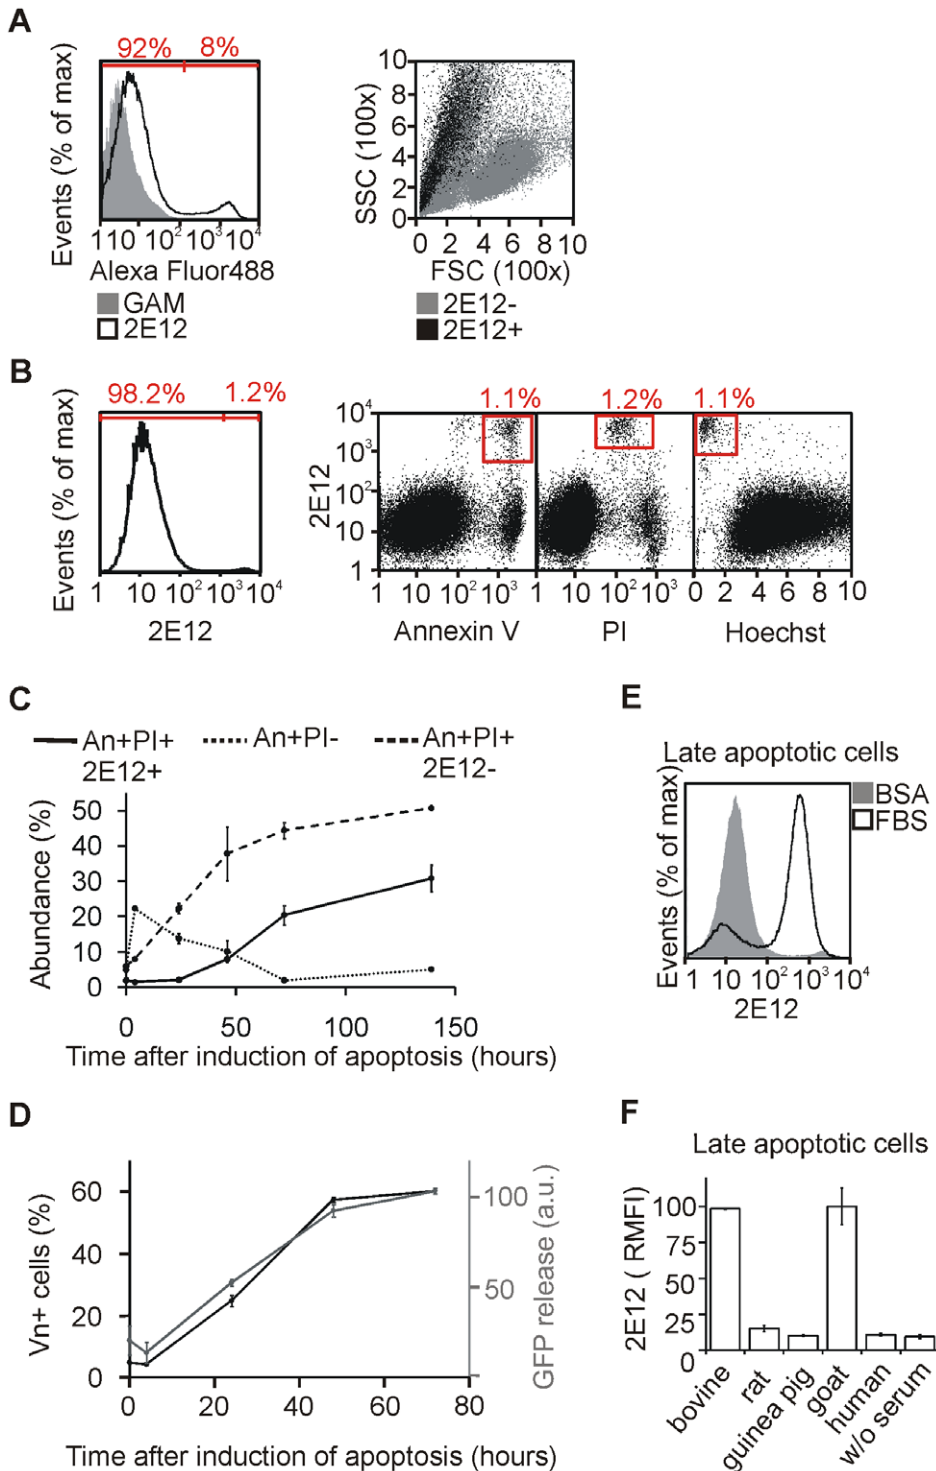 A
92% 8%
Events (% of max)
1 10 10² 10³ 10⁴
Alexa Fluor488
GAM
2E12
SSC (100x)
10
8
6
4
2
0
0 2 4 6 8 10
FSC (100x)
2E12-
2E12+
B
98.2% 1.2%
Events (% of max)
1 10 10² 10³ 10⁴
2E12
1.1% 1.2% 1.1%
2E12
10⁴
10³
10²
10
1
1 10 10² 10³
1 10 10² 10³
0 2 4 6 8 10
Annexin V PI Hoechst
C
An+PI+ An+PI- An+PI+
2E12+ 2E12-
Abundance (%)
50
40
30
20
10
0
0 50 100 150
Time after induction of apoptosis (hours)
E
Late apoptotic cells
Events (% of max)
BSA
FBS
1 10 10² 10³ 10⁴
2E12
D
Vn+ cells (%)
60
40
20
0
100
50
GFP release (a.u.)
0 20 40 60 80
Time after induction of apoptosis (hours)
F
Late apoptotic cells
2E12 ( RMFI)
100
75
50
25
0
bovine
rat
guinea pig
goat
human
w/o serum